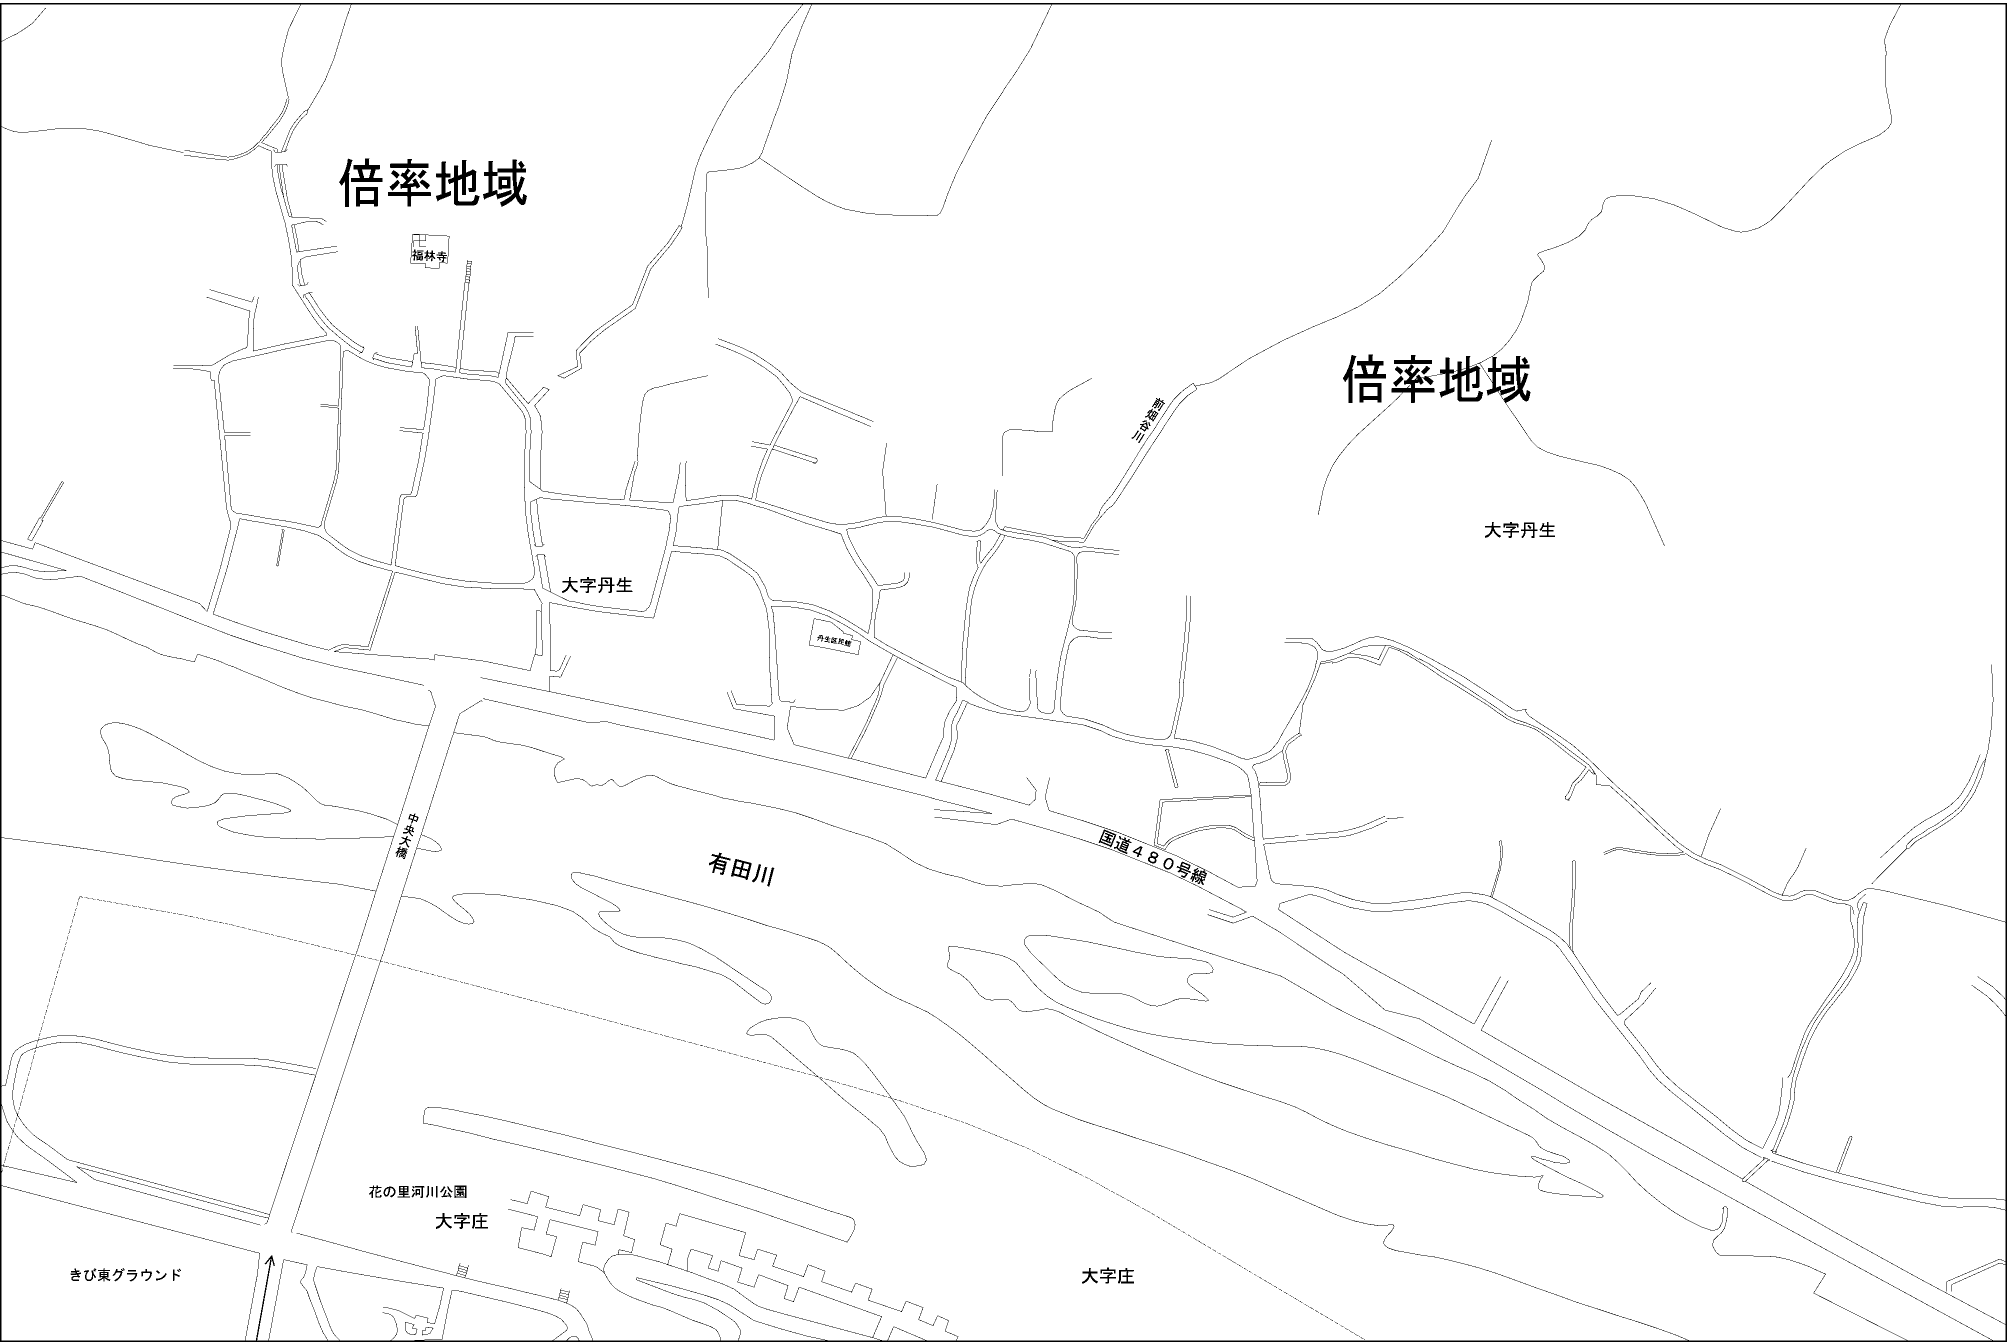 倍率地域
福林寺
倍率地域
前畑谷川
大字丹生
大字丹生
丹生区民館
中央大橋
国道４８０号線
有田川
花の里河川公園
大字庄
きび東グラウンド
大字庄